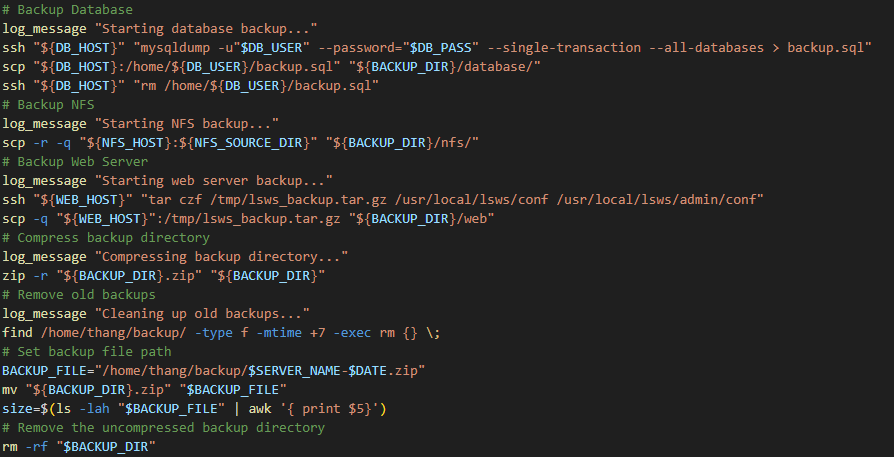 # Backup Database
log_message "Starting database backup..."
ssh "${DB_HOST}" "mysqldump -u"$DB_USER" --password="$DB_PASS" --single-transaction --all-databases > backup.sql"
scp "${DB_HOST}:/home/${DB_USER}/backup.sql" "${BACKUP_DIR}/database/"
ssh "${DB_HOST}" "rm /home/${DB_USER}/backup.sql"
# Backup NFS
log_message "Starting NFS backup..."
scp -r -q "${NFS_HOST}:${NFS_SOURCE_DIR}" "${BACKUP_DIR}/nfs/"
# Backup Web Server
log_message "Starting web server backup..."
ssh "${WEB_HOST}" "tar czf /tmp/lsws_backup.tar.gz /usr/local/lsws/conf /usr/local/lsws/admin/conf"
scp -q "${WEB_HOST}":/tmp/lsws_backup.tar.gz "${BACKUP_DIR}/web"
# Compress backup directory
log_message "Compressing backup directory..."
zip -r "${BACKUP_DIR}.zip" "${BACKUP_DIR}"
# Remove old backups
log_message "Cleaning up old backups..."
find /home/thang/backup/ -type f -mtime +7 -exec rm {} \;
# Set backup file path
BACKUP_FILE="/home/thang/backup/$SERVER_NAME-$DATE.zip"
mv "${BACKUP_DIR}.zip" "$BACKUP_FILE"
size=$(ls -lah "$BACKUP_FILE" | awk '{ print $5}')
# Remove the uncompressed backup directory
rm -rf "$BACKUP_DIR"